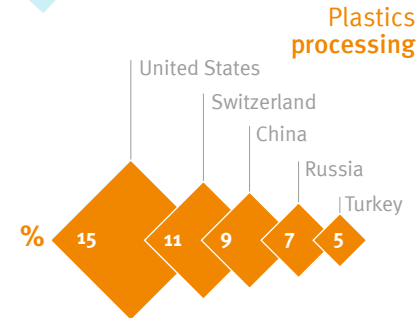 Plastics
processing
United States
Switzerland
China
Russia
Turkey
% 15 11 9 7 5